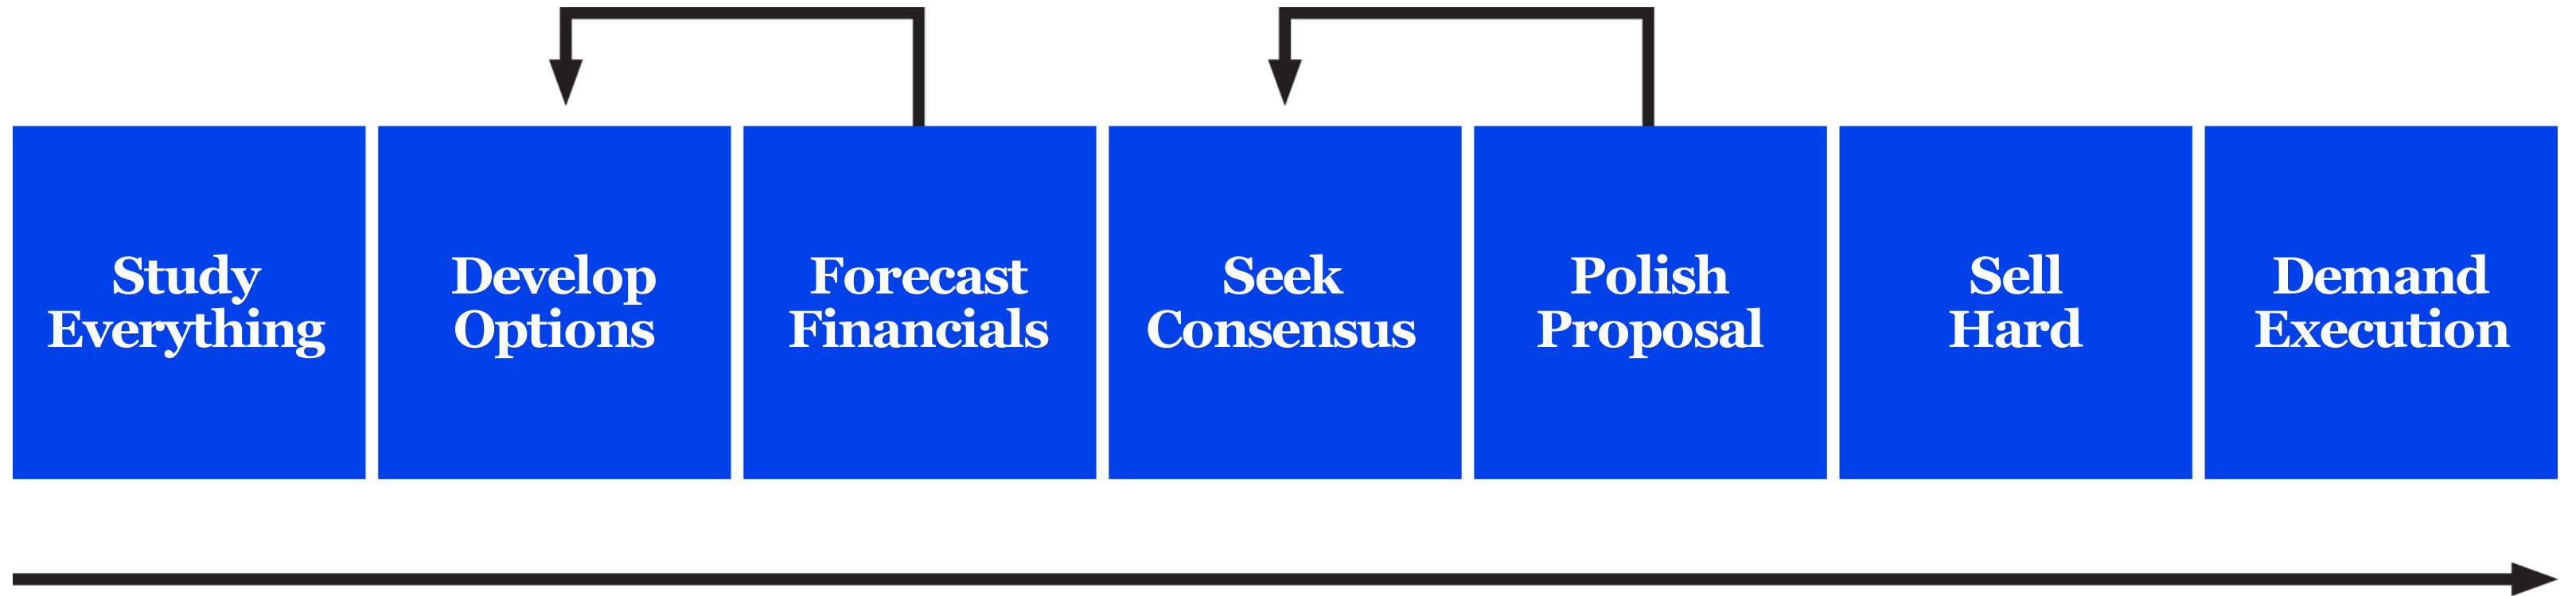 Study
Everything
Develop
Options
Forecast
Financials
Seek
Consensus
Polish
Proposal
Sell
Hard
Demand
Execution